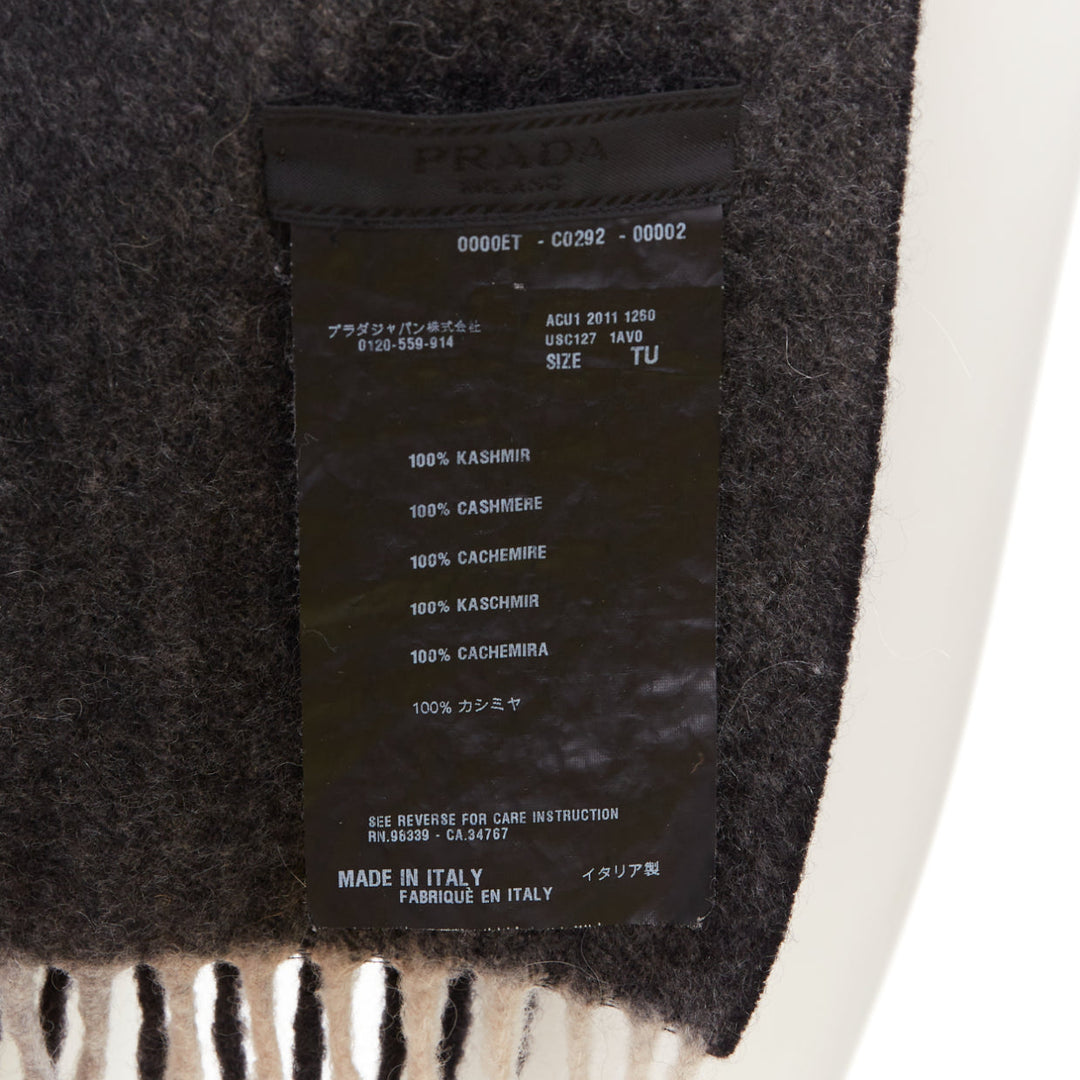 PRADA
MILANO
0000ET - C0292 - 00002
プラダジャパン株式会社
0120-559-914
ACU1 2011 1260
USC127 1AV0
SIZE TU
100% KASHMIR
100% CASHMERE
100% CACHEMIRE
100% KASCHMIR
100% CACHEMIRA
100% カシミヤ
SEE REVERSE FOR CARE INSTRUCTION
RN.98339 - CA.34767
MADE IN ITALY
イタリア製
FABRIQUÈ EN ITALY